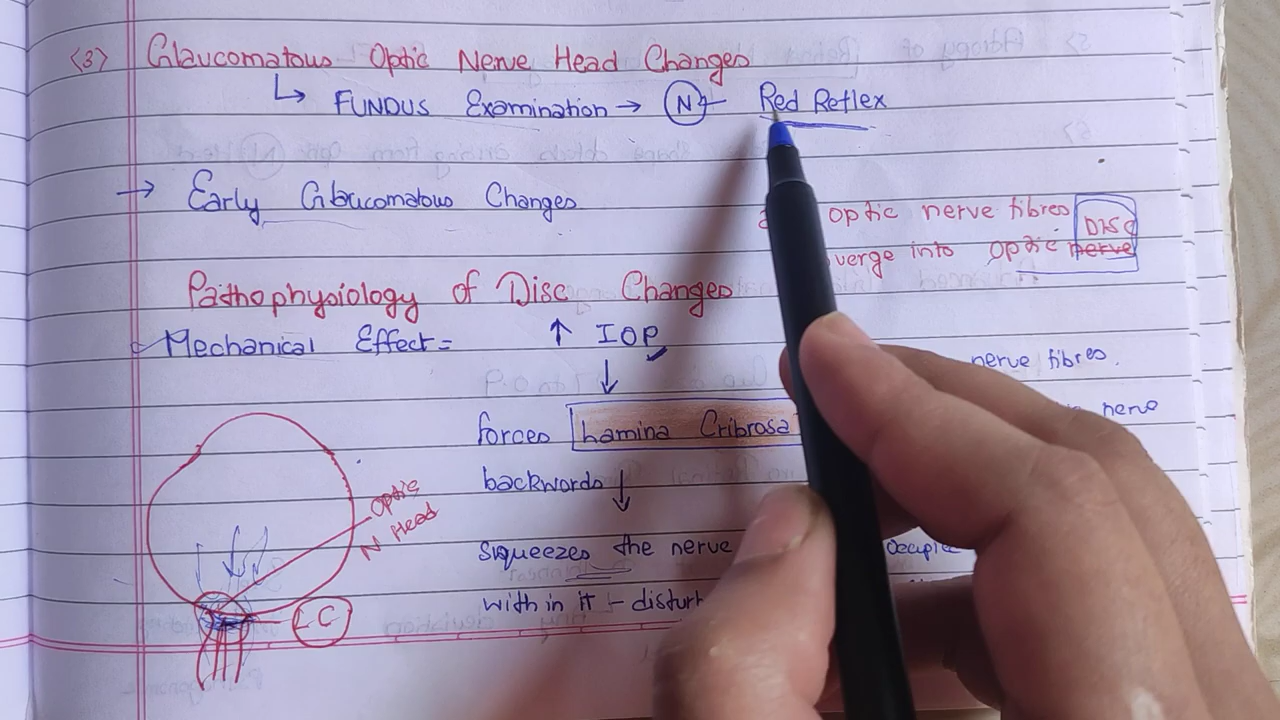 <3> Glaucomatous Optic Nerve Head Changes
↳ FUNDUS Examination → N Red Reflex
→ Early Glaucomatous Changes
optic nerve fibres
verge into optic nerve DISC
Pathophysiology of Disc Changes
Mechanical Effect = ↑ IOP
↓
nerve fibres.
forces Lamina Cribrosa
nerve
backwards ↓
Optic
N Head
squeezes the nerve
within it - disturb
LC